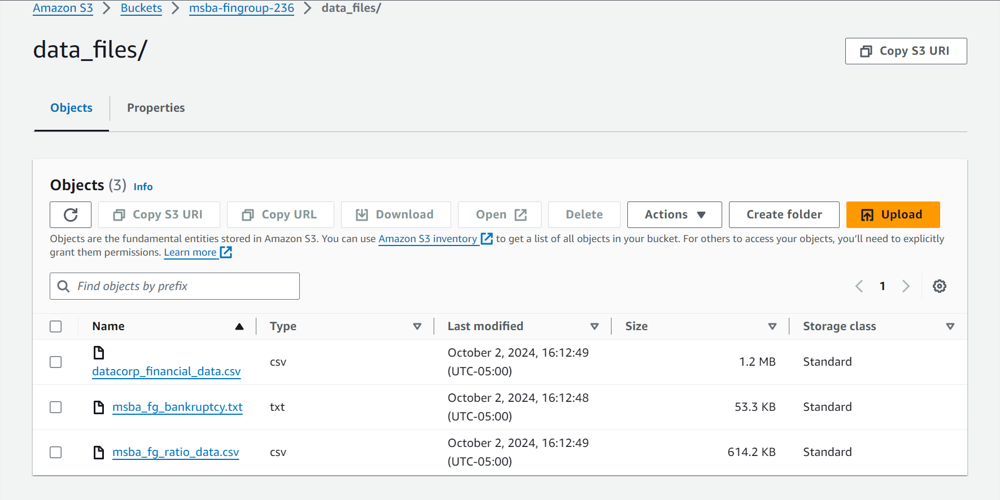 Amazon S3 > Buckets > msba-fingroup-236 > data_files/
data_files/
Copy S3 URI
Objects
Properties
Objects (3) Info
Copy S3 URI
Copy URL
Download
Open
Delete
Actions
Create folder
Upload
Objects are the fundamental entities stored in Amazon S3. You can use Amazon S3 inventory to get a list of all objects in your bucket. For others to access your objects, you’ll need to explicitly
grant them permissions. Learn more
Find objects by prefix
1
Name Type Last modified Size Storage class
datacorp_financial_data.csv csv October 2, 2024, 16:12:49 (UTC-05:00) 1.2 MB Standard
msba_fg_bankruptcy.txt txt October 2, 2024, 16:12:48 (UTC-05:00) 53.3 KB Standard
msba_fg_ratio_data.csv csv October 2, 2024, 16:12:49 (UTC-05:00) 614.2 KB Standard